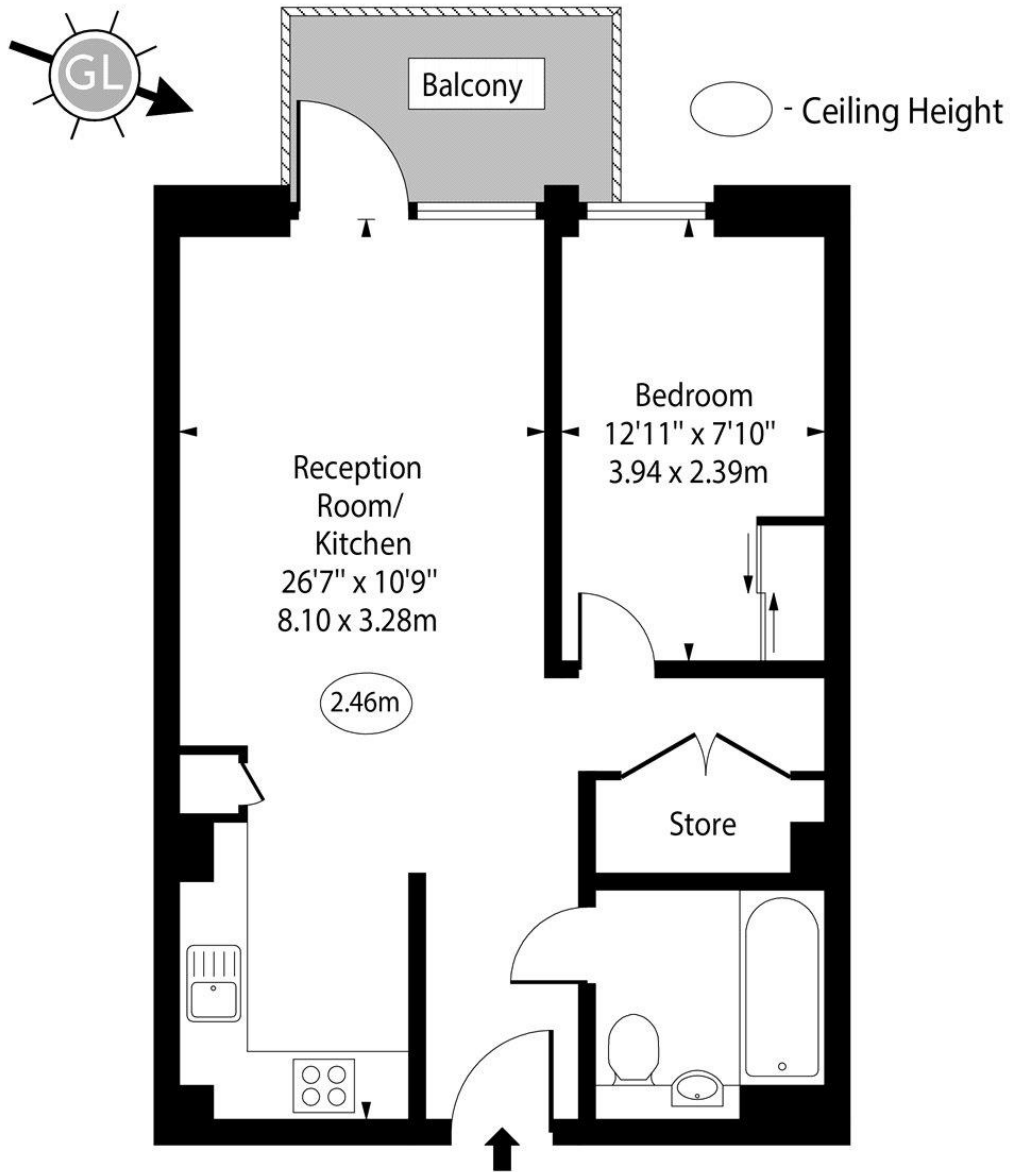 GL
Balcony
- Ceiling Height
Bedroom
12'11" x 7'10"
3.94 x 2.39m
Reception
Room/
Kitchen
26'7" x 10'9"
8.10 x 3.28m
2.46m
Store